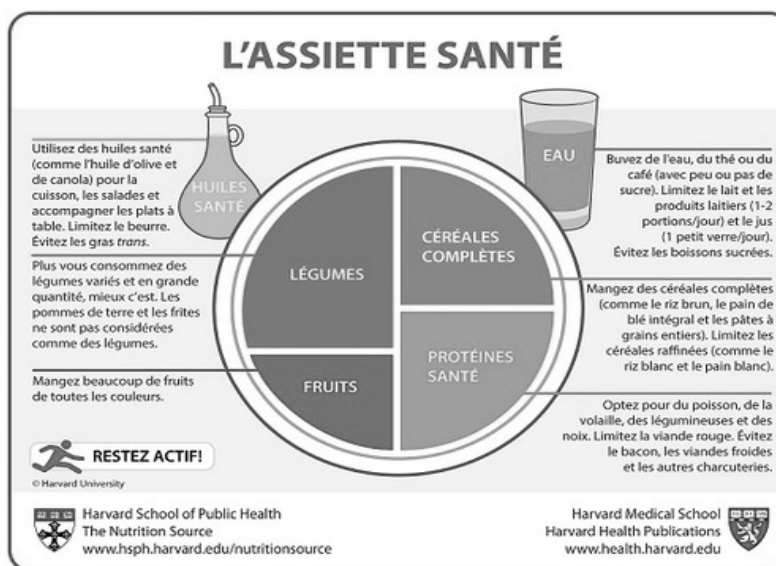 L'ASSIETTE SANTÉ
Utilisez des huiles santé
(comme l'huile d'olive et
de canola) pour la
cuisson, les salades et
accompagner les plats à
table. Limitez le beurre.
Évitez les gras trans.
HUILES
SANTÉ
Plus vous consommez des
légumes variés et en grande
quantité, mieux c'est. Les
pommes de terre et les frites
ne sont pas considérées
comme des légumes.
Mangez beaucoup de fruits
de toutes les couleurs.
LÉGUMES
FRUITS
CÉRÉALES
COMPLÈTES
PROTÉINES
SANTÉ
EAU
Buvez de l'eau, du thé ou du
café (avec peu ou pas de
sucre). Limitez le lait et les
produits laitiers (1-2
portions/jour) et le jus
(1 petit verre/jour).
Évitez les boissons sucrées.
Mangez des céréales complètes
(comme le riz brun, le pain de
blé intégral et les pâtes à
grains entiers). Limitez les
céréales raffinées (comme le
riz blanc et le pain blanc).
Optez pour du poisson, de la
volaille, des légumineuses et des
noix. Limitez la viande rouge. Évitez
le bacon, les viandes froides
et les autres charcuteries.
RESTEZ ACTIF!
© Harvard University
Harvard School of Public Health
The Nutrition Source
www.hsph.harvard.edu/nutritionsource
Harvard Medical School
Harvard Health Publications
www.health.harvard.edu